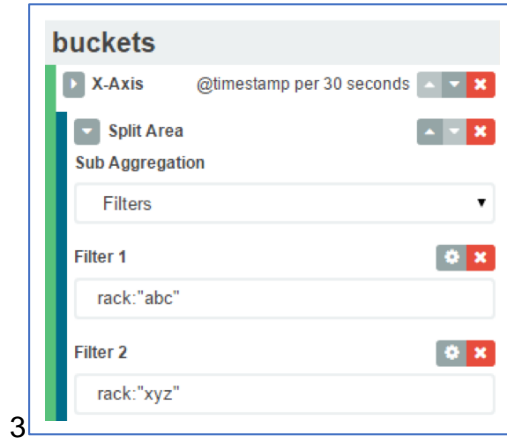 buckets
X-Axis @timestamp per 30 seconds
Split Area
Sub Aggregation
Filters
Filter 1
rack:"abc"
Filter 2
rack:"xyz"
3